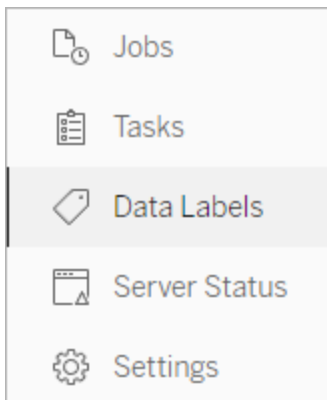 Jobs
Tasks
Data Labels
Server Status
Settings